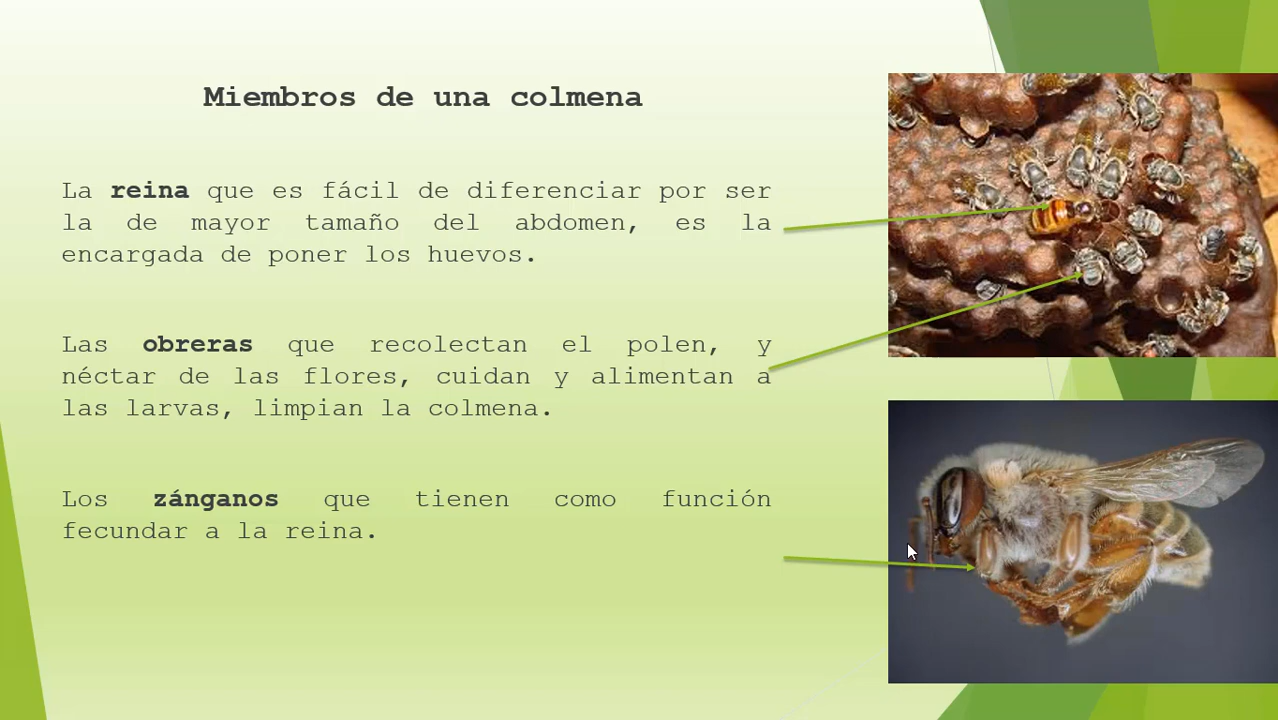 Miembros de una colmena
La reina que es fácil de diferenciar por ser
la de mayor tamaño del abdomen, es la
encargada de poner los huevos.
Las obreras que recolectan el polen, y
néctar de las flores, cuidan y alimentan a
las larvas, limpian la colmena.
Los zánganos que tienen como función
fecundar a la reina.